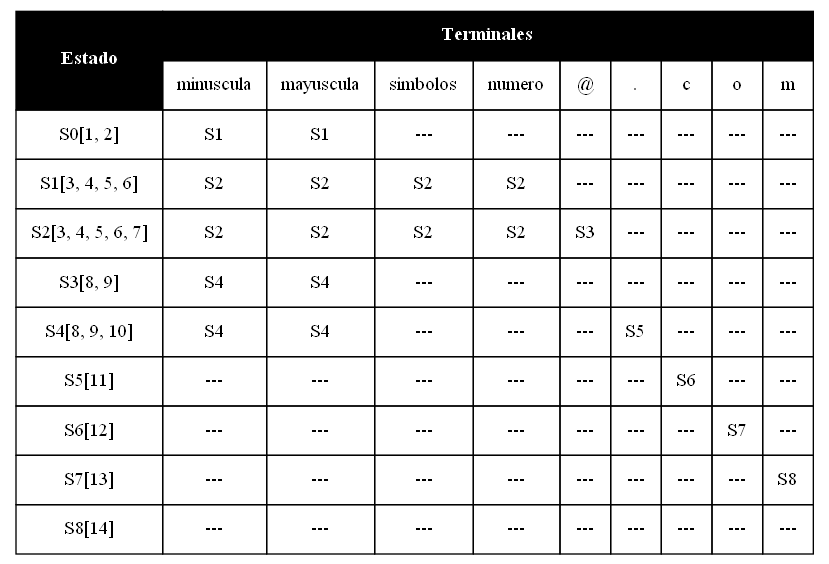 Estado Terminales
minuscula mayuscula simbolos numero @ . c o m
S0[1, 2] S1 S1 --- --- --- --- --- --- ---
S1[3, 4, 5, 6] S2 S2 S2 S2 --- --- --- --- ---
S2[3, 4, 5, 6, 7] S2 S2 S2 S2 S3 --- --- --- ---
S3[8, 9] S4 S4 --- --- --- --- --- --- ---
S4[8, 9, 10] S4 S4 --- --- --- S5 --- --- ---
S5[11] --- --- --- --- --- --- S6 --- ---
S6[12] --- --- --- --- --- --- --- S7 ---
S7[13] --- --- --- --- --- --- --- --- S8
S8[14] --- --- --- --- --- --- --- --- ---